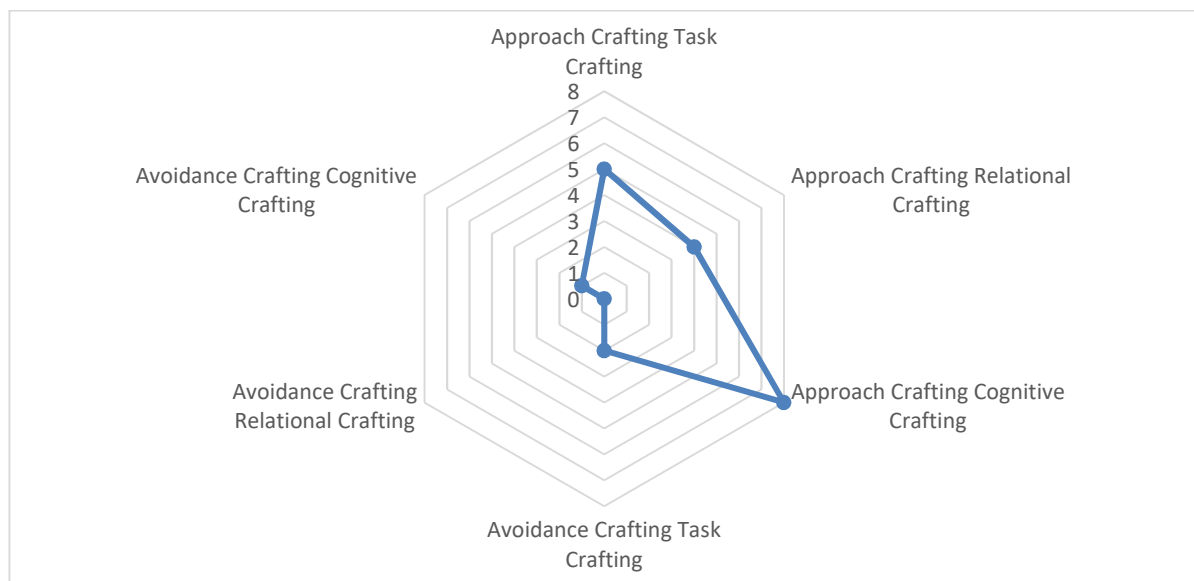 Approach Crafting Task
Crafting
8
7
6
5
4
3
2
1
0
Avoidance Crafting Cognitive
Crafting
Approach Crafting Relational
Crafting
Avoidance Crafting
Relational Crafting
Approach Crafting Cognitive
Crafting
Avoidance Crafting Task
Crafting